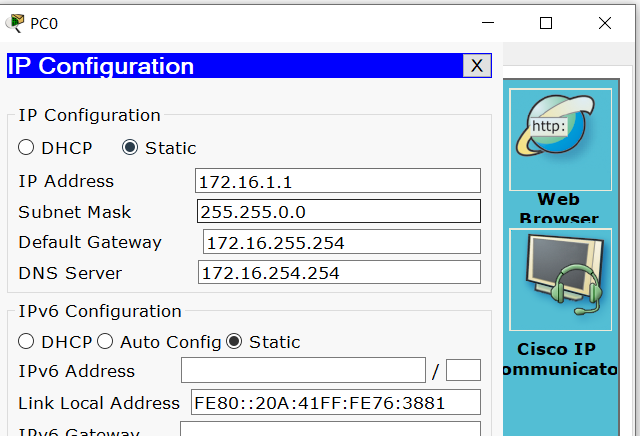 PC0
IP Configuration
X
IP Configuration
DHCP Static
IP Address 172.16.1.1
Subnet Mask 255.255.0.0
Default Gateway 172.16.255.254
DNS Server 172.16.254.254
IPv6 Configuration
DHCP Auto Config Static
IPv6 Address /
Link Local Address FE80::20A:41FF:FE76:3881
IPv6 Gateway
http:
Web
Browser
Cisco IP
ommunicato